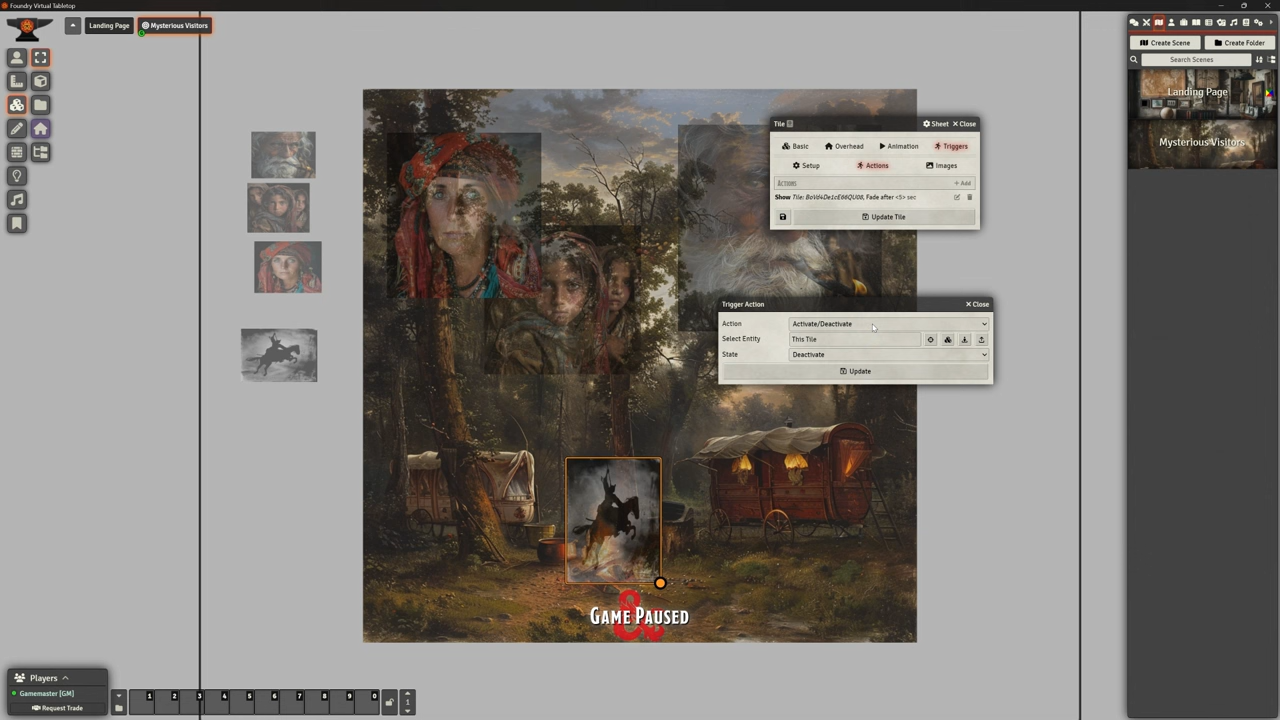 Foundry Virtual Tabletop
Landing Page
Mysterious Visitors
Create Scene
Create Folder
Search Scenes
Landing Page
Mysterious Visitors
Tile
Sheet
Close
Basic
Overhead
Animation
Triggers
Setup
Actions
Images
Actions
+ Add
Show Tile: BoVd4De1cE66QU08, Fade after <5> sec
Update Tile
Trigger Action
Close
Action
Activate/Deactivate
Select Entity
This Tile
State
Deactivate
Update
Game Paused
Players
Gamemaster [GM]
Request Trade
1 2 3 4 5 6 7 8 9 0
1